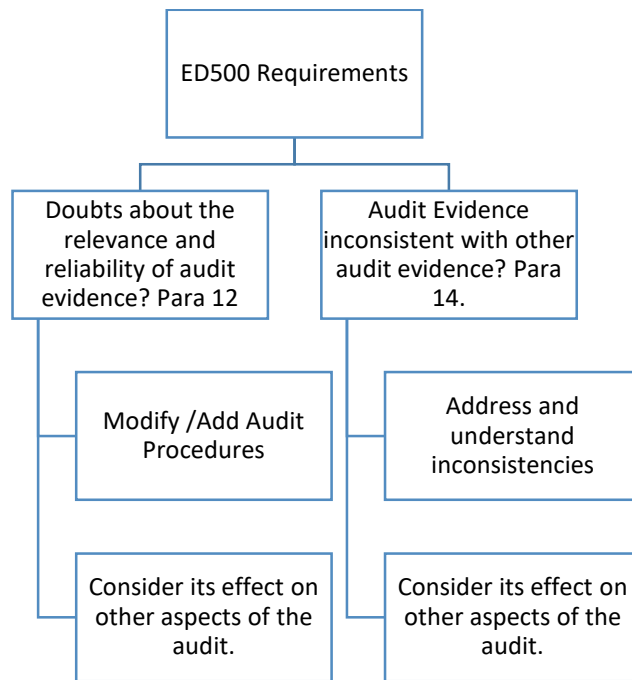 ED500 Requirements
Doubts about the
relevance and
reliability of audit
evidence? Para 12
Audit Evidence
inconsistent with other
audit evidence? Para
14.
Modify /Add Audit
Procedures
Address and
understand
inconsistencies
Consider its effect on
other aspects of the
audit.
Consider its effect on
other aspects of the
audit.